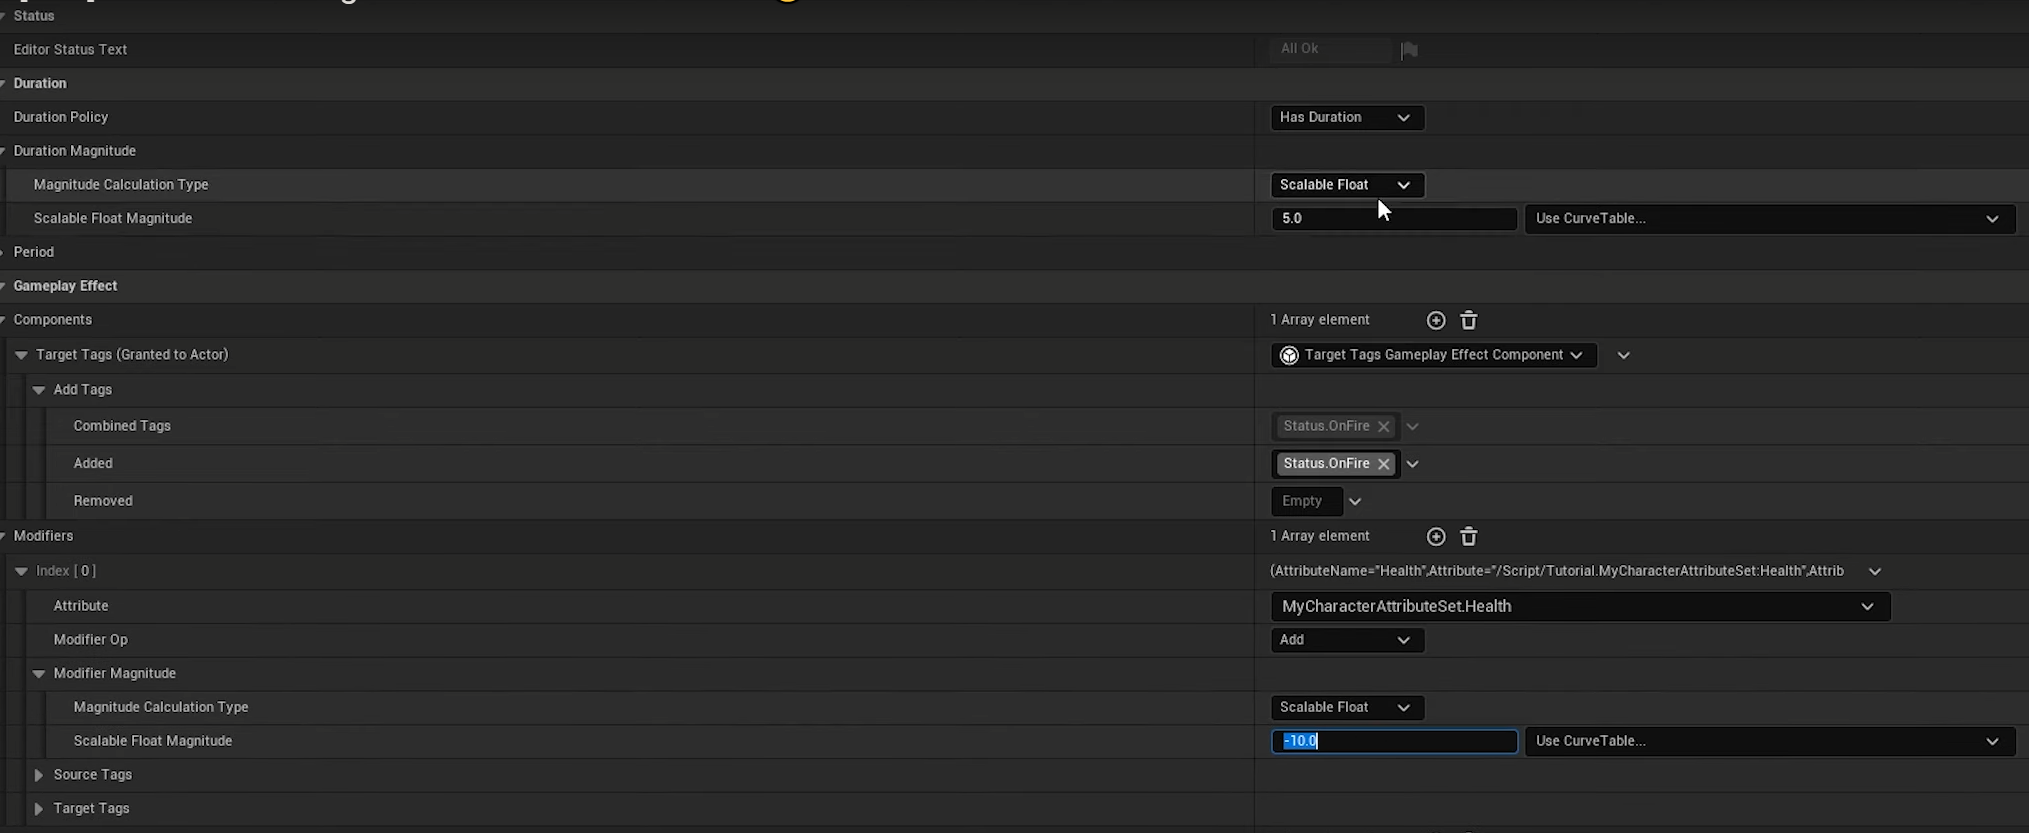 Status
Editor Status Text All Ok
Duration
Duration Policy Has Duration
Duration Magnitude
Magnitude Calculation Type Scalable Float
Scalable Float Magnitude 5.0 Use CurveTable...
Period
Gameplay Effect
Components 1 Array element
Target Tags (Granted to Actor) Target Tags Gameplay Effect Component
Add Tags
Combined Tags Status.OnFire
Added Status.OnFire
Removed Empty
Modifiers 1 Array element
Index [ 0 ] (AttributeName="Health",Attribute="/Script/Tutorial.MyCharacterAttributeSet:Health",Attrib
Attribute MyCharacterAttributeSet.Health
Modifier Op Add
Modifier Magnitude
Magnitude Calculation Type Scalable Float
Scalable Float Magnitude -10.0 Use CurveTable...
Source Tags
Target Tags